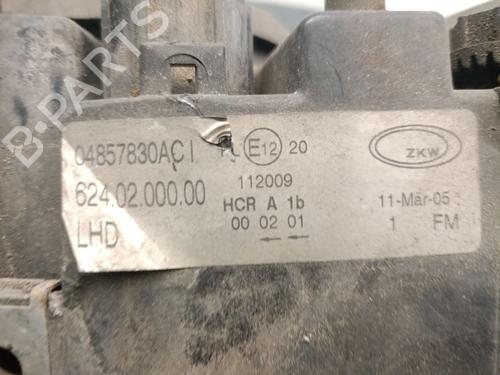 04857830AC I
E12 20
ZKW
624.02.000.00
112009
HCR A 1b
11-Mar-05
LHD
00 02 01
1 FM
B-PARTS